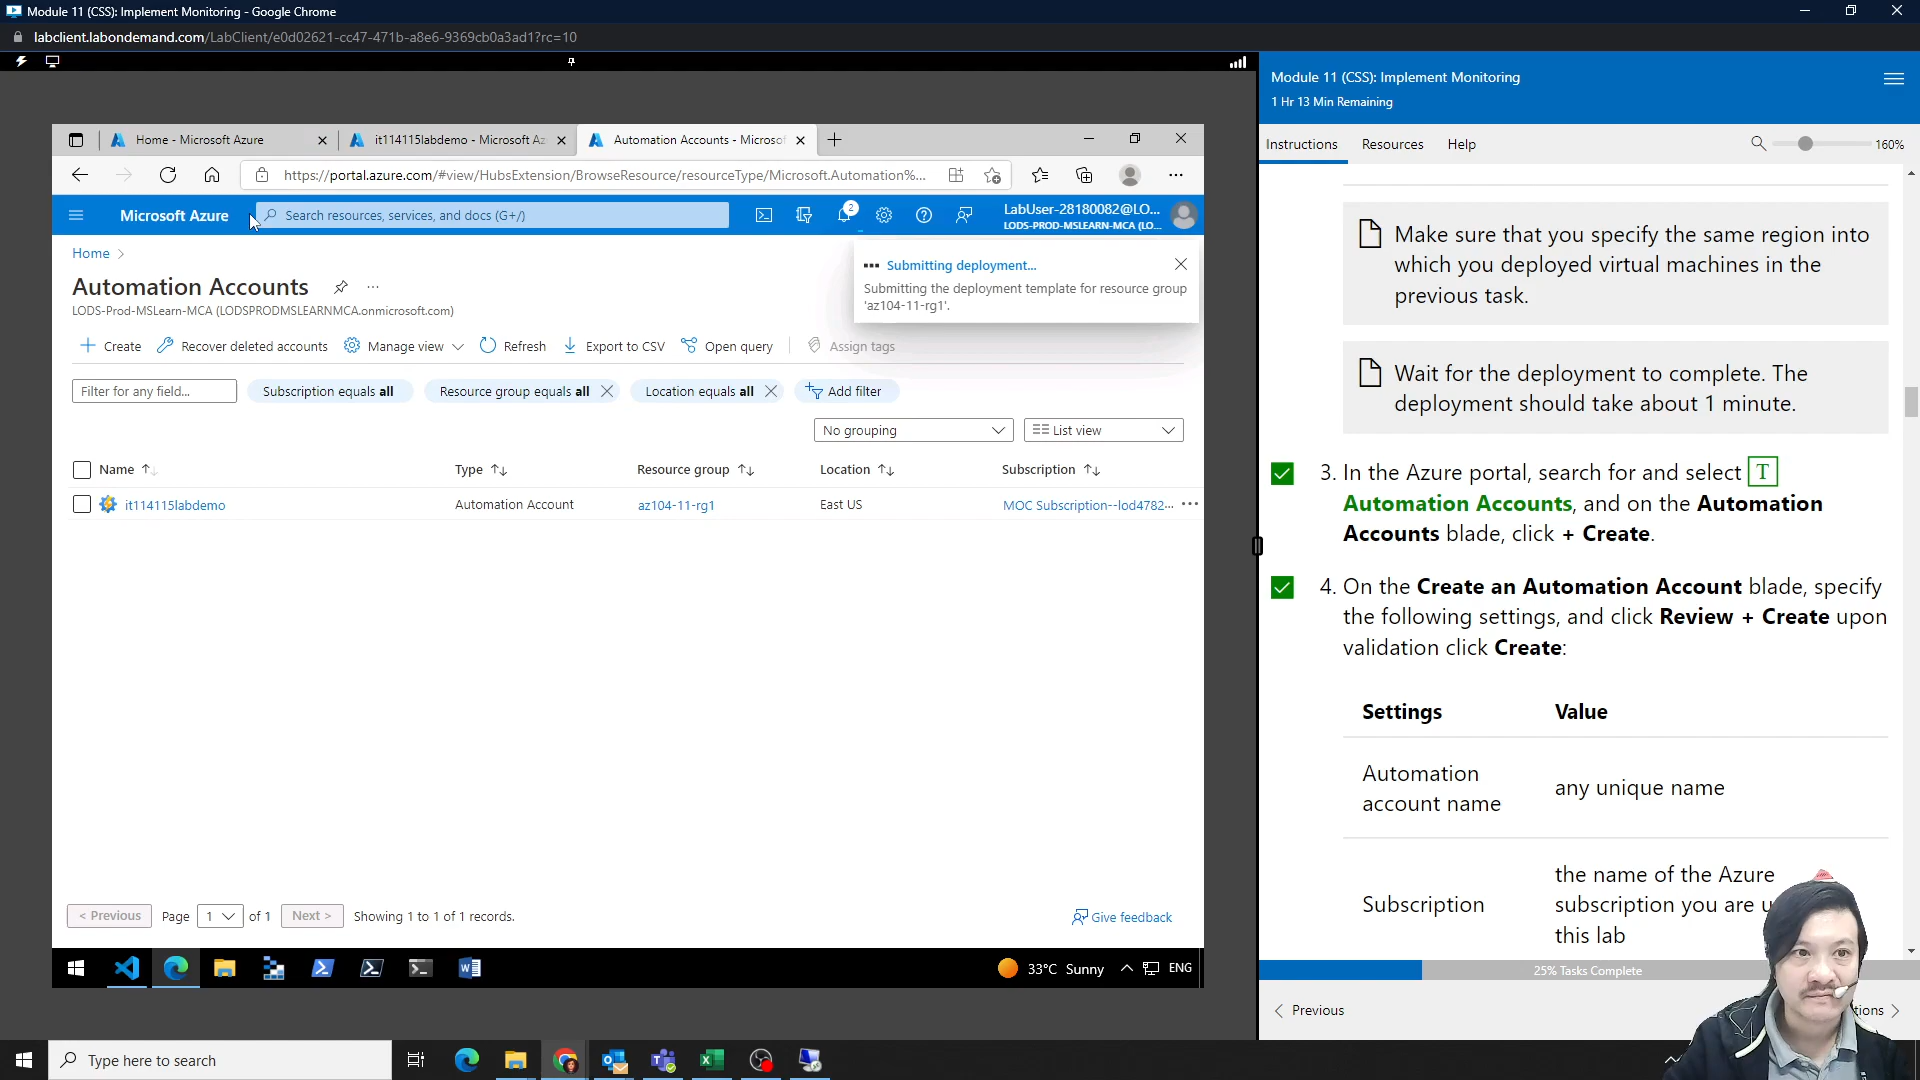 Module 11 (CSS): Implement Monitoring - Google Chrome
labclient.labondemand.com/LabClient/e0d02621-cc47-471b-a8e6-9369cb0a3ad1?rc=10
Home - Microsoft Azure
it114115labdemo - Microsoft Az
Automation Accounts - Microsof
https://portal.azure.com/#view/HubsExtension/BrowseResource/resourceType/Microsoft.Automation%...
Microsoft Azure
Search resources, services, and docs (G+/)
2
LabUser-28180082@LO...
LODS-PROD-MSLEARN-MCA (LO...
Home
Submitting deployment...
Submitting the deployment template for resource group
'az104-11-rg1'.
Automation Accounts
LODS-Prod-MSLearn-MCA (LODSPRODMSLEARNMCA.onmicrosoft.com)
Create
Recover deleted accounts
Manage view
Refresh
Export to CSV
Open query
Assign tags
Filter for any field...
Subscription equals all
Resource group equals all
Location equals all
Add filter
No grouping
List view
Name
Type
Resource group
Location
Subscription
it114115labdemo
Automation Account
az104-11-rg1
East US
MOC Subscription--lod4782...
< Previous
Page
1
of 1
Next >
Showing 1 to 1 of 1 records.
Give feedback
33°C Sunny
ENG
Module 11 (CSS): Implement Monitoring
1 Hr 13 Min Remaining
Instructions
Resources
Help
160%
Make sure that you specify the same region into
which you deployed virtual machines in the
previous task.
Wait for the deployment to complete. The
deployment should take about 1 minute.
3. In the Azure portal, search for and select T
Automation Accounts, and on the Automation
Accounts blade, click + Create.
4. On the Create an Automation Account blade, specify
the following settings, and click Review + Create upon
validation click Create:
Settings
Value
Automation
account name
any unique name
Subscription
the name of the Azure
subscription you are u
this lab
25% Tasks Complete
Previous
tions
Type here to search